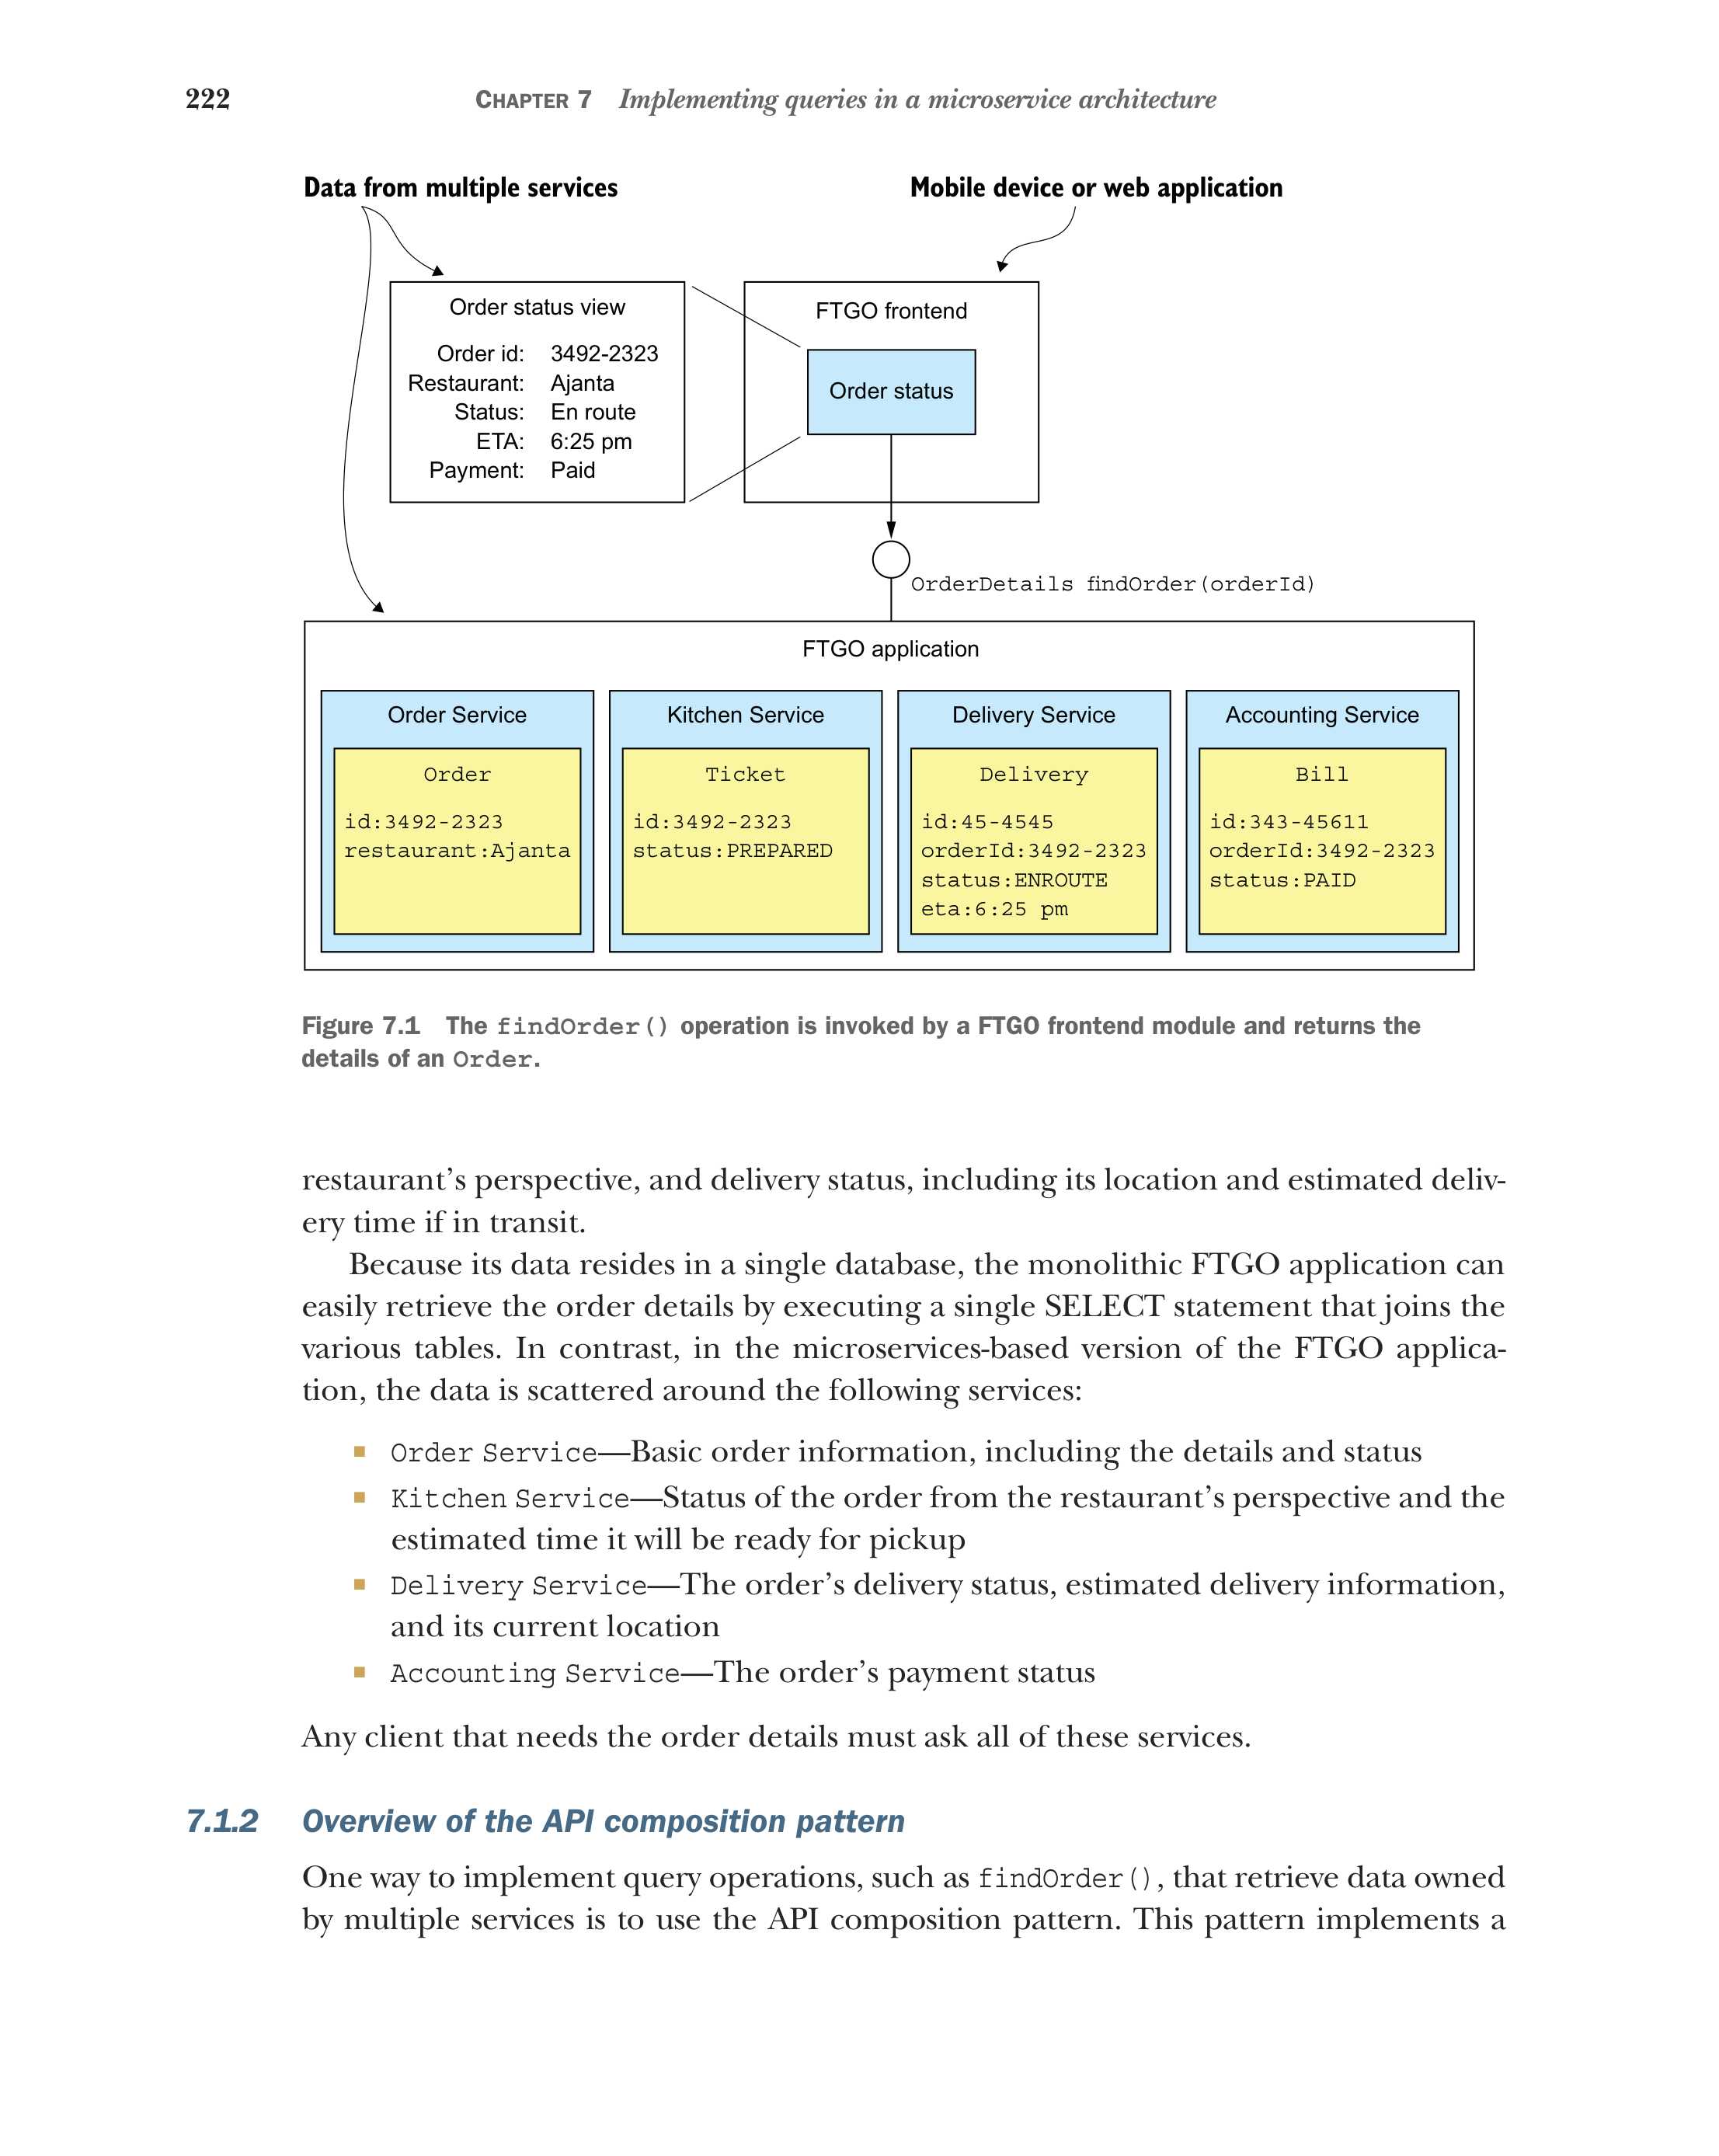 222
CHAPTER 7 Implementing queries in a microservice architecture
Data from multiple services
Mobile device or web application
Order status view
Order id: 3492-2323
Restaurant: Ajanta
Status: En route
ETA: 6:25 pm
Payment: Paid
FTGO frontend
Order status
OrderDetails findOrder(orderId)
FTGO application
Order Service
Order
id:3492-2323
restaurant:Ajanta
Kitchen Service
Ticket
id:3492-2323
status:PREPARED
Delivery Service
Delivery
id:45-4545
orderId:3492-2323
status:ENROUTE
eta:6:25 pm
Accounting Service
Bill
id:343-45611
orderId:3492-2323
status:PAID
Figure 7.1 The findOrder() operation is invoked by a FTGO frontend module and returns the
details of an Order.
restaurant’s perspective, and delivery status, including its location and estimated deliv-
ery time if in transit.
Because its data resides in a single database, the monolithic FTGO application can
easily retrieve the order details by executing a single SELECT statement that joins the
various tables. In contrast, in the microservices-based version of the FTGO applica-
tion, the data is scattered around the following services:
■ Order Service—Basic order information, including the details and status
■ Kitchen Service—Status of the order from the restaurant’s perspective and the
estimated time it will be ready for pickup
■ Delivery Service—The order’s delivery status, estimated delivery information,
and its current location
■ Accounting Service—The order’s payment status
Any client that needs the order details must ask all of these services.
7.1.2 Overview of the API composition pattern
One way to implement query operations, such as findOrder(), that retrieve data owned
by multiple services is to use the API composition pattern. This pattern implements a